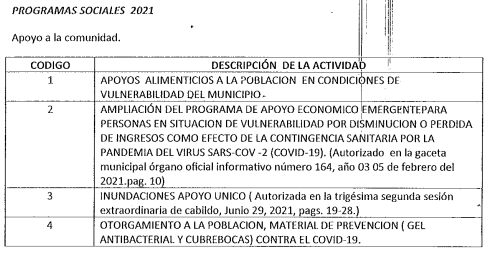 PROGRAMAS SOCIALES 2021
Apoyo a la comunidad.
CODIGO DESCRIPCIÓN DE LA ACTIVIDAD
1 APOYOS ALIMENTICIOS A LA POBLACION EN CONDICIONES DE
VULNERABILIDAD DEL MUNICIPIO.
2 AMPLIACIÓN DEL PROGRAMA DE APOYO ECONOMICO EMERGENTEPARA
PERSONAS EN SITUACION DE VULNERABILIDAD POR DISMINUCION O PERDIDA
DE INGRESOS COMO EFECTO DE LA CONTINGENCIA SANITARIA POR LA
PANDEMIA DEL VIRUS SARS-COV -2 (COVID-19). (Autorizado en la gaceta
municipal órgano oficial informativo número 164, año 03 05 de febrero del
2021.pag. 10)
3 INUNDACIONES APOYO UNICO ( Autorizada en la trigésima segunda sesión
extraordinaria de cabildo, Junio 29, 2021, pags. 19-28.)
4 OTORGAMIENTO A LA POBLACION, MATERIAL DE PREVENCION ( GEL
ANTIBACTERIAL Y CUBREBOCAS) CONTRA EL COVID-19.